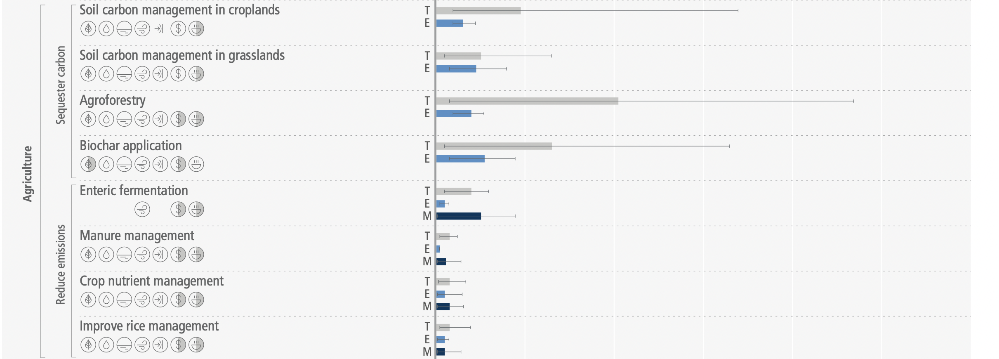 Agriculture
Sequester carbon
Soil carbon management in croplands
T
E
$
Soil carbon management in grasslands
T
E
$
Agroforestry
T
E
$
Biochar application
T
E
$
Reduce emissions
Enteric fermentation
T
E
M
$
Manure management
T
E
M
$
Crop nutrient management
T
E
M
$
Improve rice management
T
E
M
$